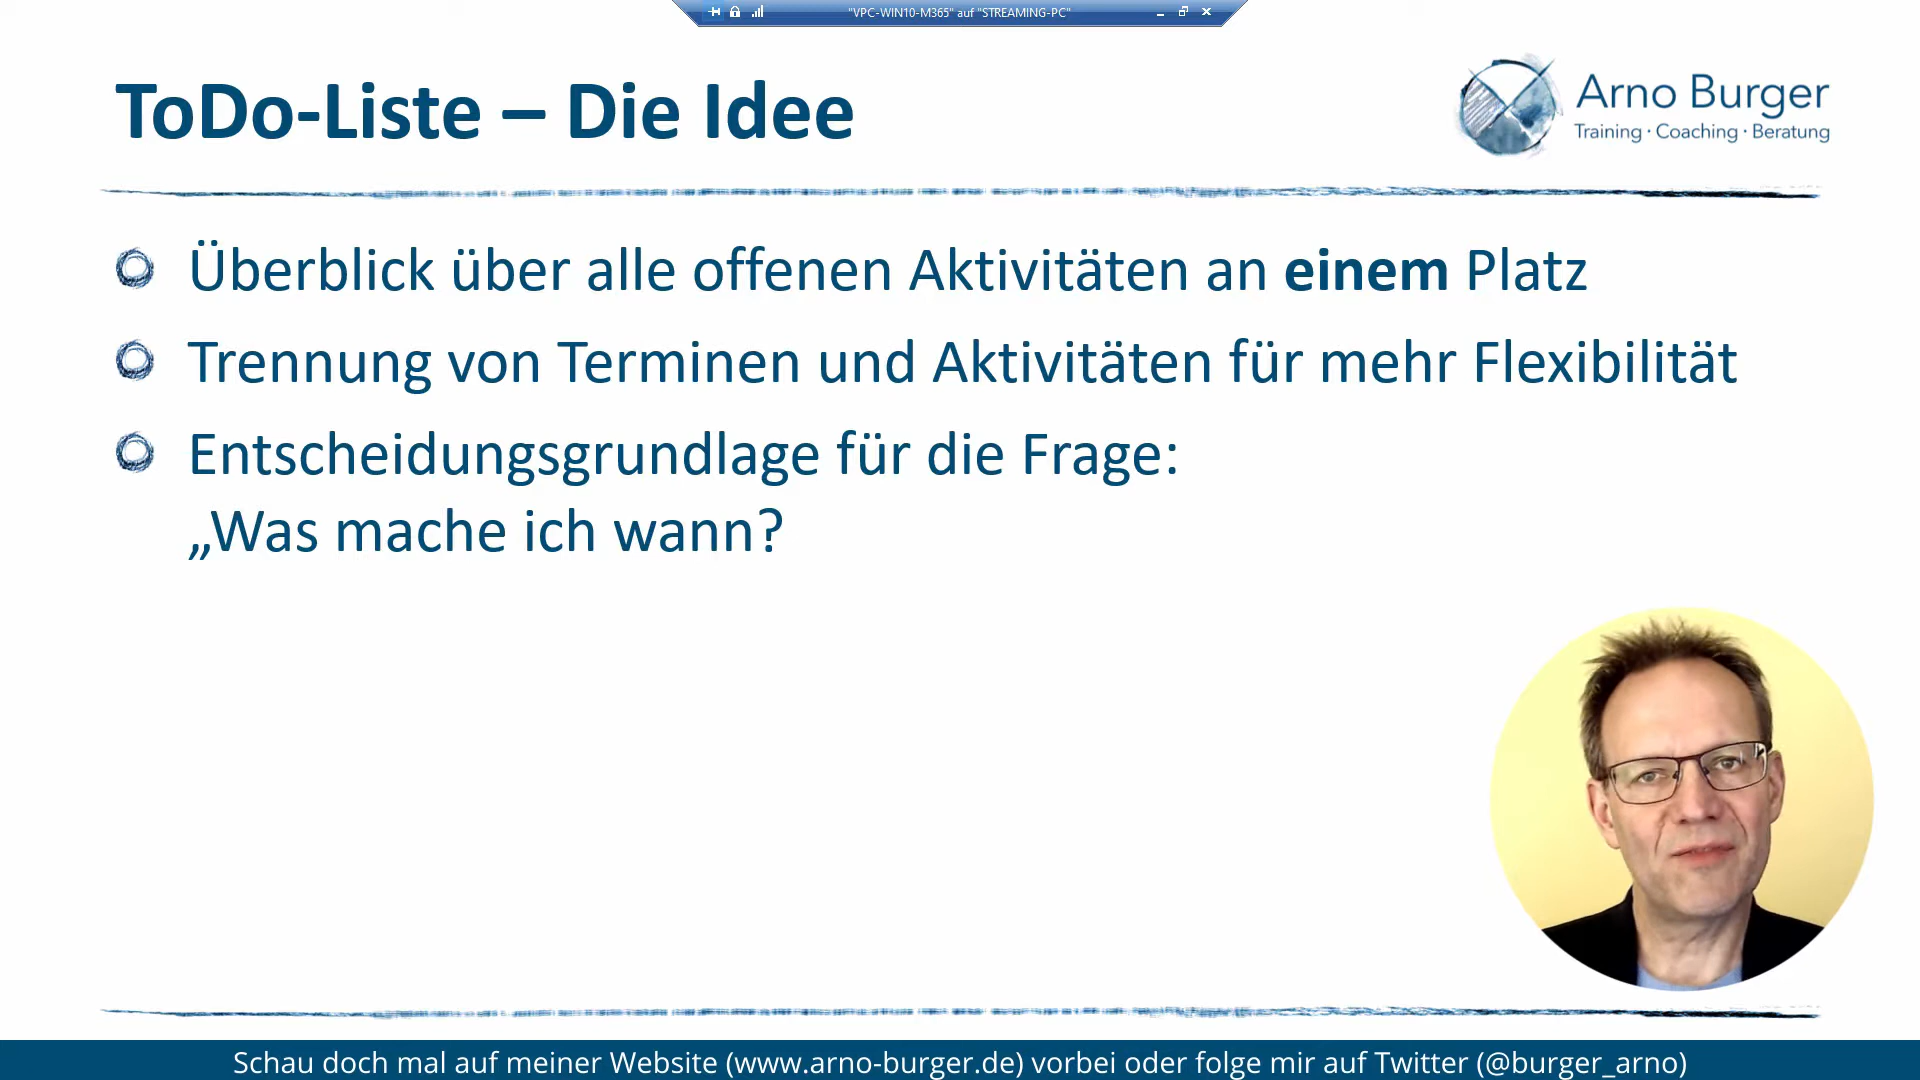 "VPC-WIN10-M365" auf "STREAMING-PC"
ToDo-Liste – Die Idee
Arno Burger
Training · Coaching · Beratung
Überblick über alle offenen Aktivitäten an einem Platz
Trennung von Terminen und Aktivitäten für mehr Flexibilität
Entscheidungsgrundlage für die Frage:
„Was mache ich wann?
Schau doch mal auf meiner Website (www.arno-burger.de) vorbei oder folge mir auf Twitter (@burger_arno)